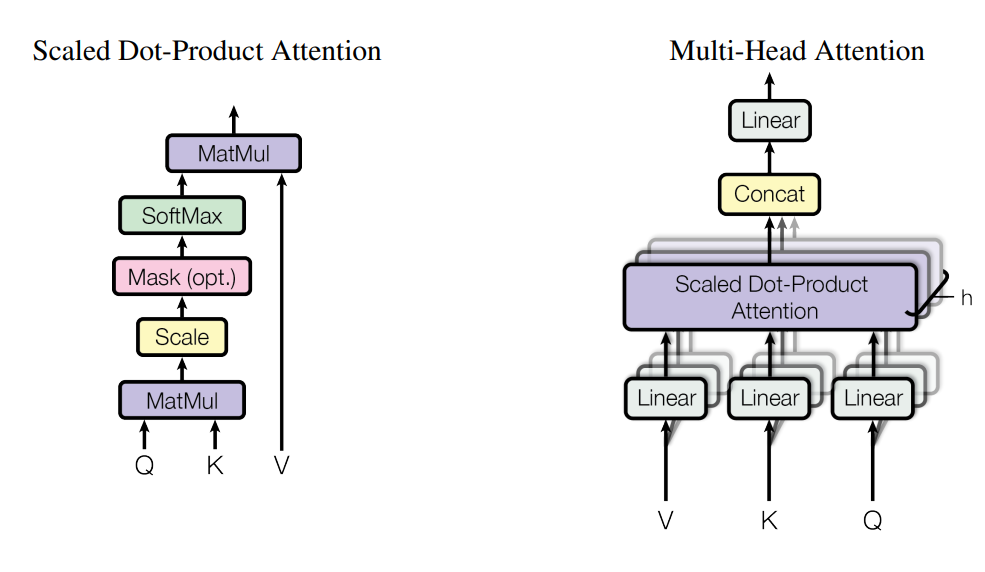 Scaled Dot-Product Attention
MatMul
SoftMax
Mask (opt.)
Scale
MatMul
Q K V
Multi-Head Attention
Linear
Concat
Scaled Dot-Product
Attention
h
Linear Linear Linear
V K Q